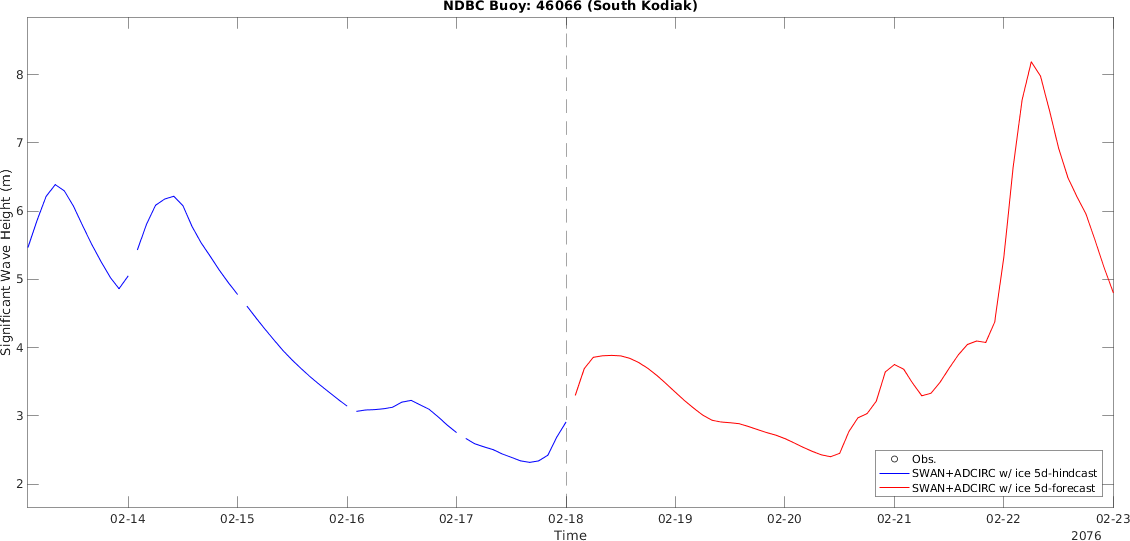 NDBC Buoy: 46066 (South Kodiak)
Significant Wave Height (m)
8
7
6
5
4
3
2
Obs.
SWAN+ADCIRC w/ ice 5d-hindcast
SWAN+ADCIRC w/ ice 5d-forecast
02-14 02-15 02-16 02-17 02-18 02-19 02-20 02-21 02-22 02-23
Time
2076